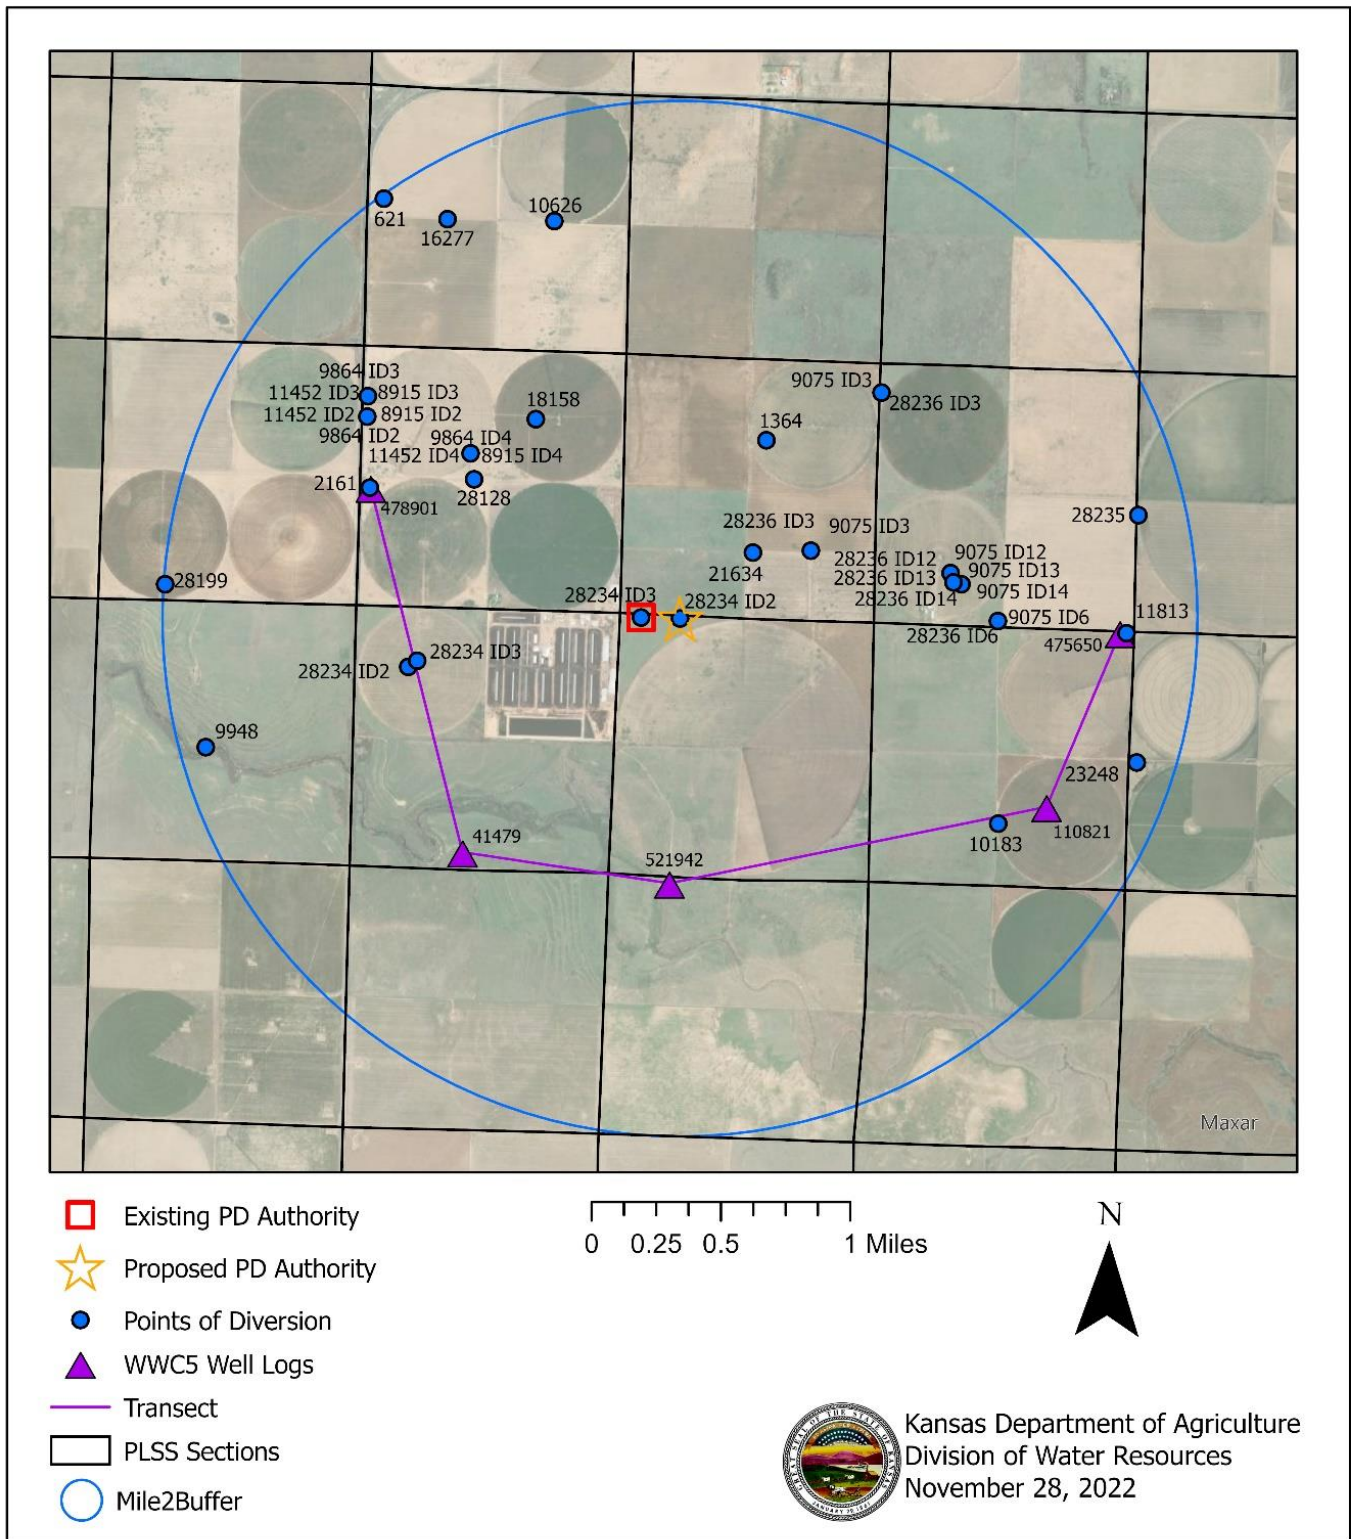 621
16277
10626
9864 ID3
11452 ID3 8915 ID3
11452 ID2 8915 ID2
9864 ID2
9864 ID4
11452 ID4 8915 ID4
18158
28128
2161
478901
28199
9075 ID3
28236 ID3
1364
28235
28236 ID3
9075 ID3
21634
28236 ID12 9075 ID12
28236 ID13 9075 ID13
28236 ID14 9075 ID14
28234 ID3
28234 ID2
9075 ID6
28236 ID6
11813
475650
28234 ID3
28234 ID2
9948
23248
41479
521942
10183
110821
Maxar
Existing PD Authority
Proposed PD Authority
Points of Diversion
WWC5 Well Logs
Transect
PLSS Sections
Mile2Buffer
0 0.25 0.5 1 Miles
N
Kansas Department of Agriculture
Division of Water Resources
November 28, 2022